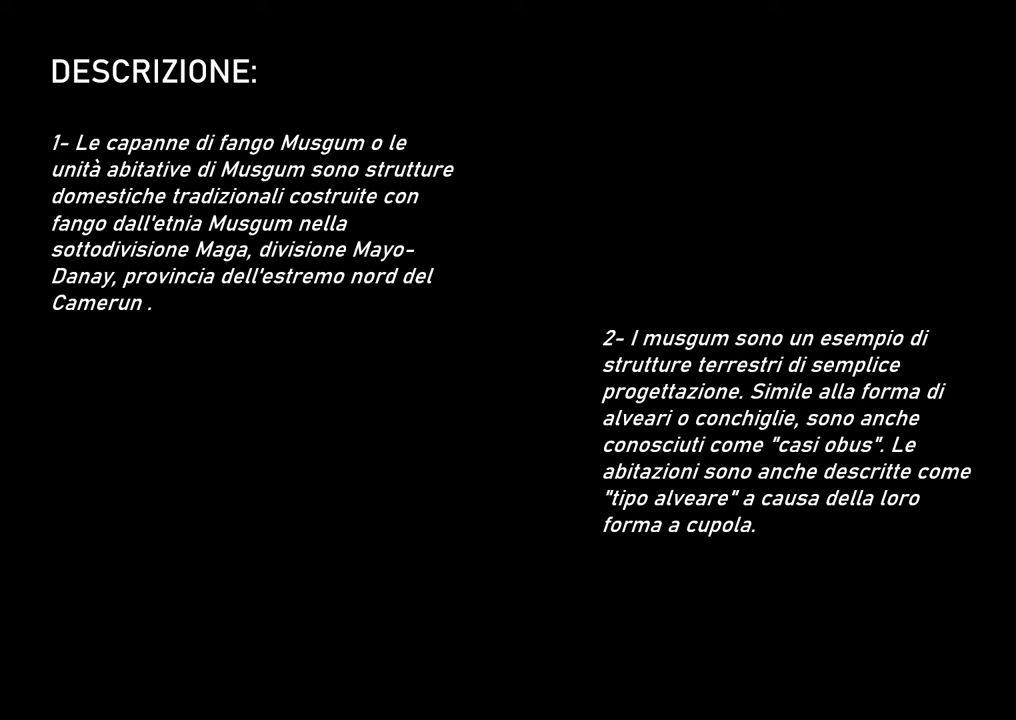 DESCRIZIONE:
1- Le capanne di fango Musgum o le
unità abitative di Musgum sono strutture
domestiche tradizionali costruite con
fango dall'etnia Musgum nella
sottodivisione Maga, divisione Mayo-
Danay, provincia dell'estremo nord del
Camerun .
2- I musgum sono un esempio di
strutture terrestri di semplice
progettazione. Simile alla forma di
alveari o conchiglie, sono anche
conosciuti come "casi obus". Le
abitazioni sono anche descritte come
"tipo alveare" a causa della loro
forma a cupola.